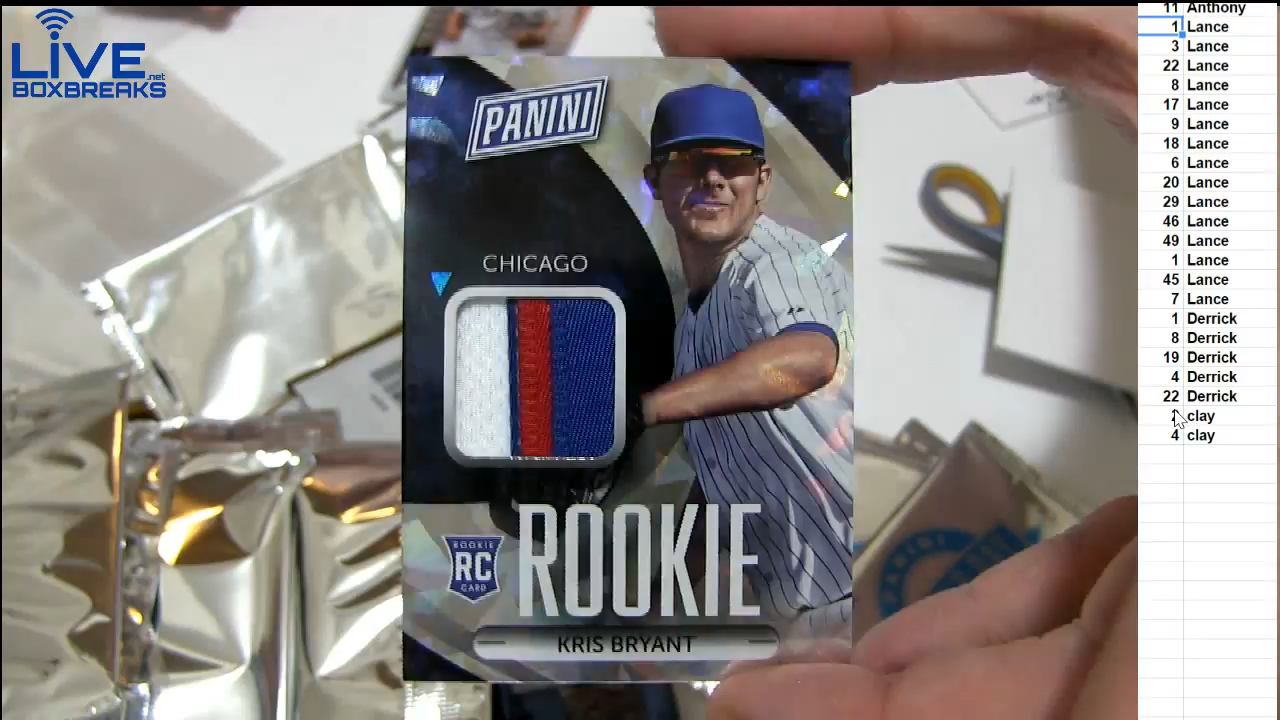 LIVE
.net
BOXBREAKS
PANINI
CHICAGO
ROOKIE
RC
CARD
ROOKIE
KRIS BRYANT
11 Anthony
1 Lance
3 Lance
22 Lance
8 Lance
17 Lance
9 Lance
18 Lance
6 Lance
20 Lance
29 Lance
46 Lance
49 Lance
1 Lance
45 Lance
7 Lance
1 Derrick
8 Derrick
19 Derrick
4 Derrick
22 Derrick
clay
4 clay